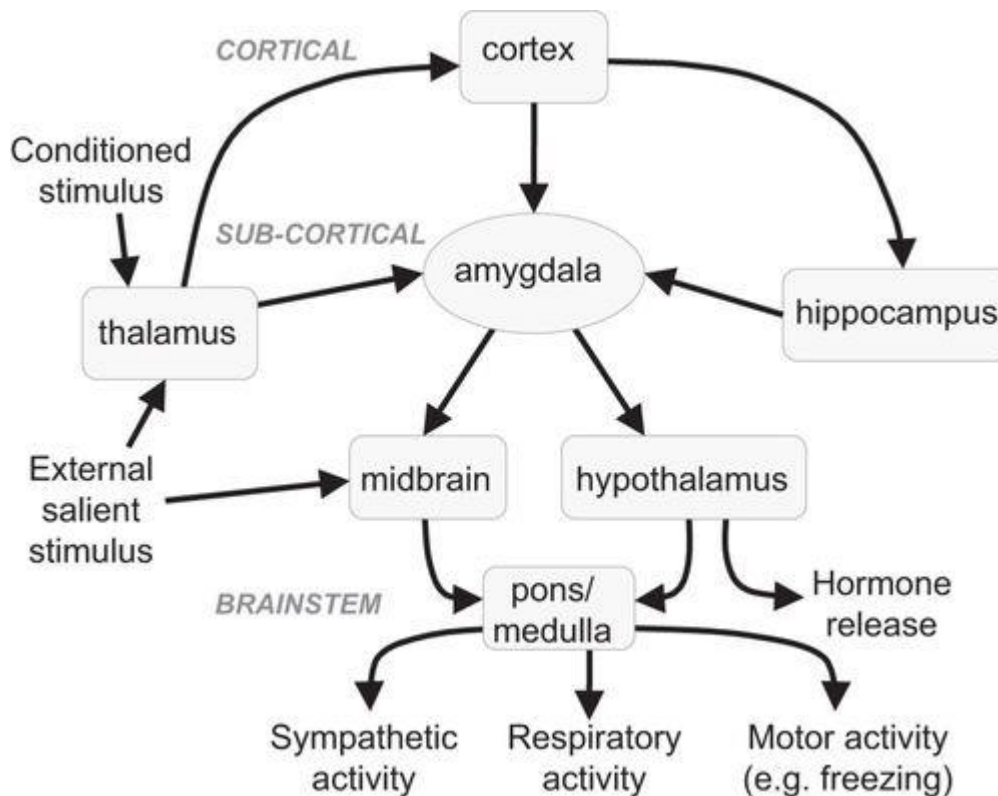 CORTICAL
cortex
Conditioned
stimulus
SUB-CORTICAL
amygdala
thalamus
hippocampus
External
salient
stimulus
midbrain
hypothalamus
BRAINSTEM
pons/
medulla
Hormone
release
Sympathetic
activity
Respiratory
activity
Motor activity
(e.g. freezing)